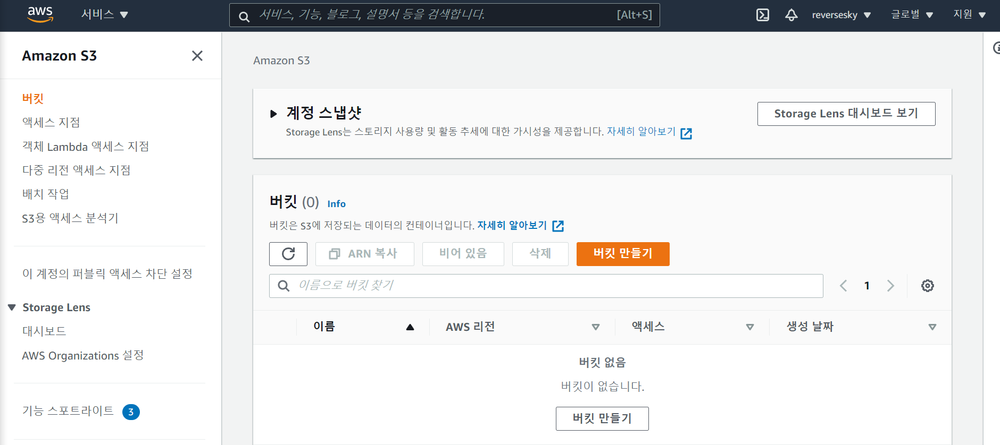 aws 서비스 서비스, 기능, 블로그, 설명서 등을 검색합니다. [Alt+S] reversesky 글로벌 지원
Amazon S3
버킷
액세스 지점
객체 Lambda 액세스 지점
다중 리전 액세스 지점
배치 작업
S3용 액세스 분석기
이 계정의 퍼블릭 액세스 차단 설정
Storage Lens
대시보드
AWS Organizations 설정
기능 스포트라이트 3
Amazon S3
계정 스냅샷
Storage Lens 대시보드 보기
Storage Lens는 스토리지 사용량 및 활동 추세에 대한 가시성을 제공합니다. 자세히 알아보기
버킷 (0) Info
버킷은 S3에 저장되는 데이터의 컨테이너입니다. 자세히 알아보기
ARN 복사 비어 있음 삭제 버킷 만들기
이름으로 버킷 찾기 1
이름 AWS 리전 액세스 생성 날짜
버킷 없음
버킷이 없습니다.
버킷 만들기